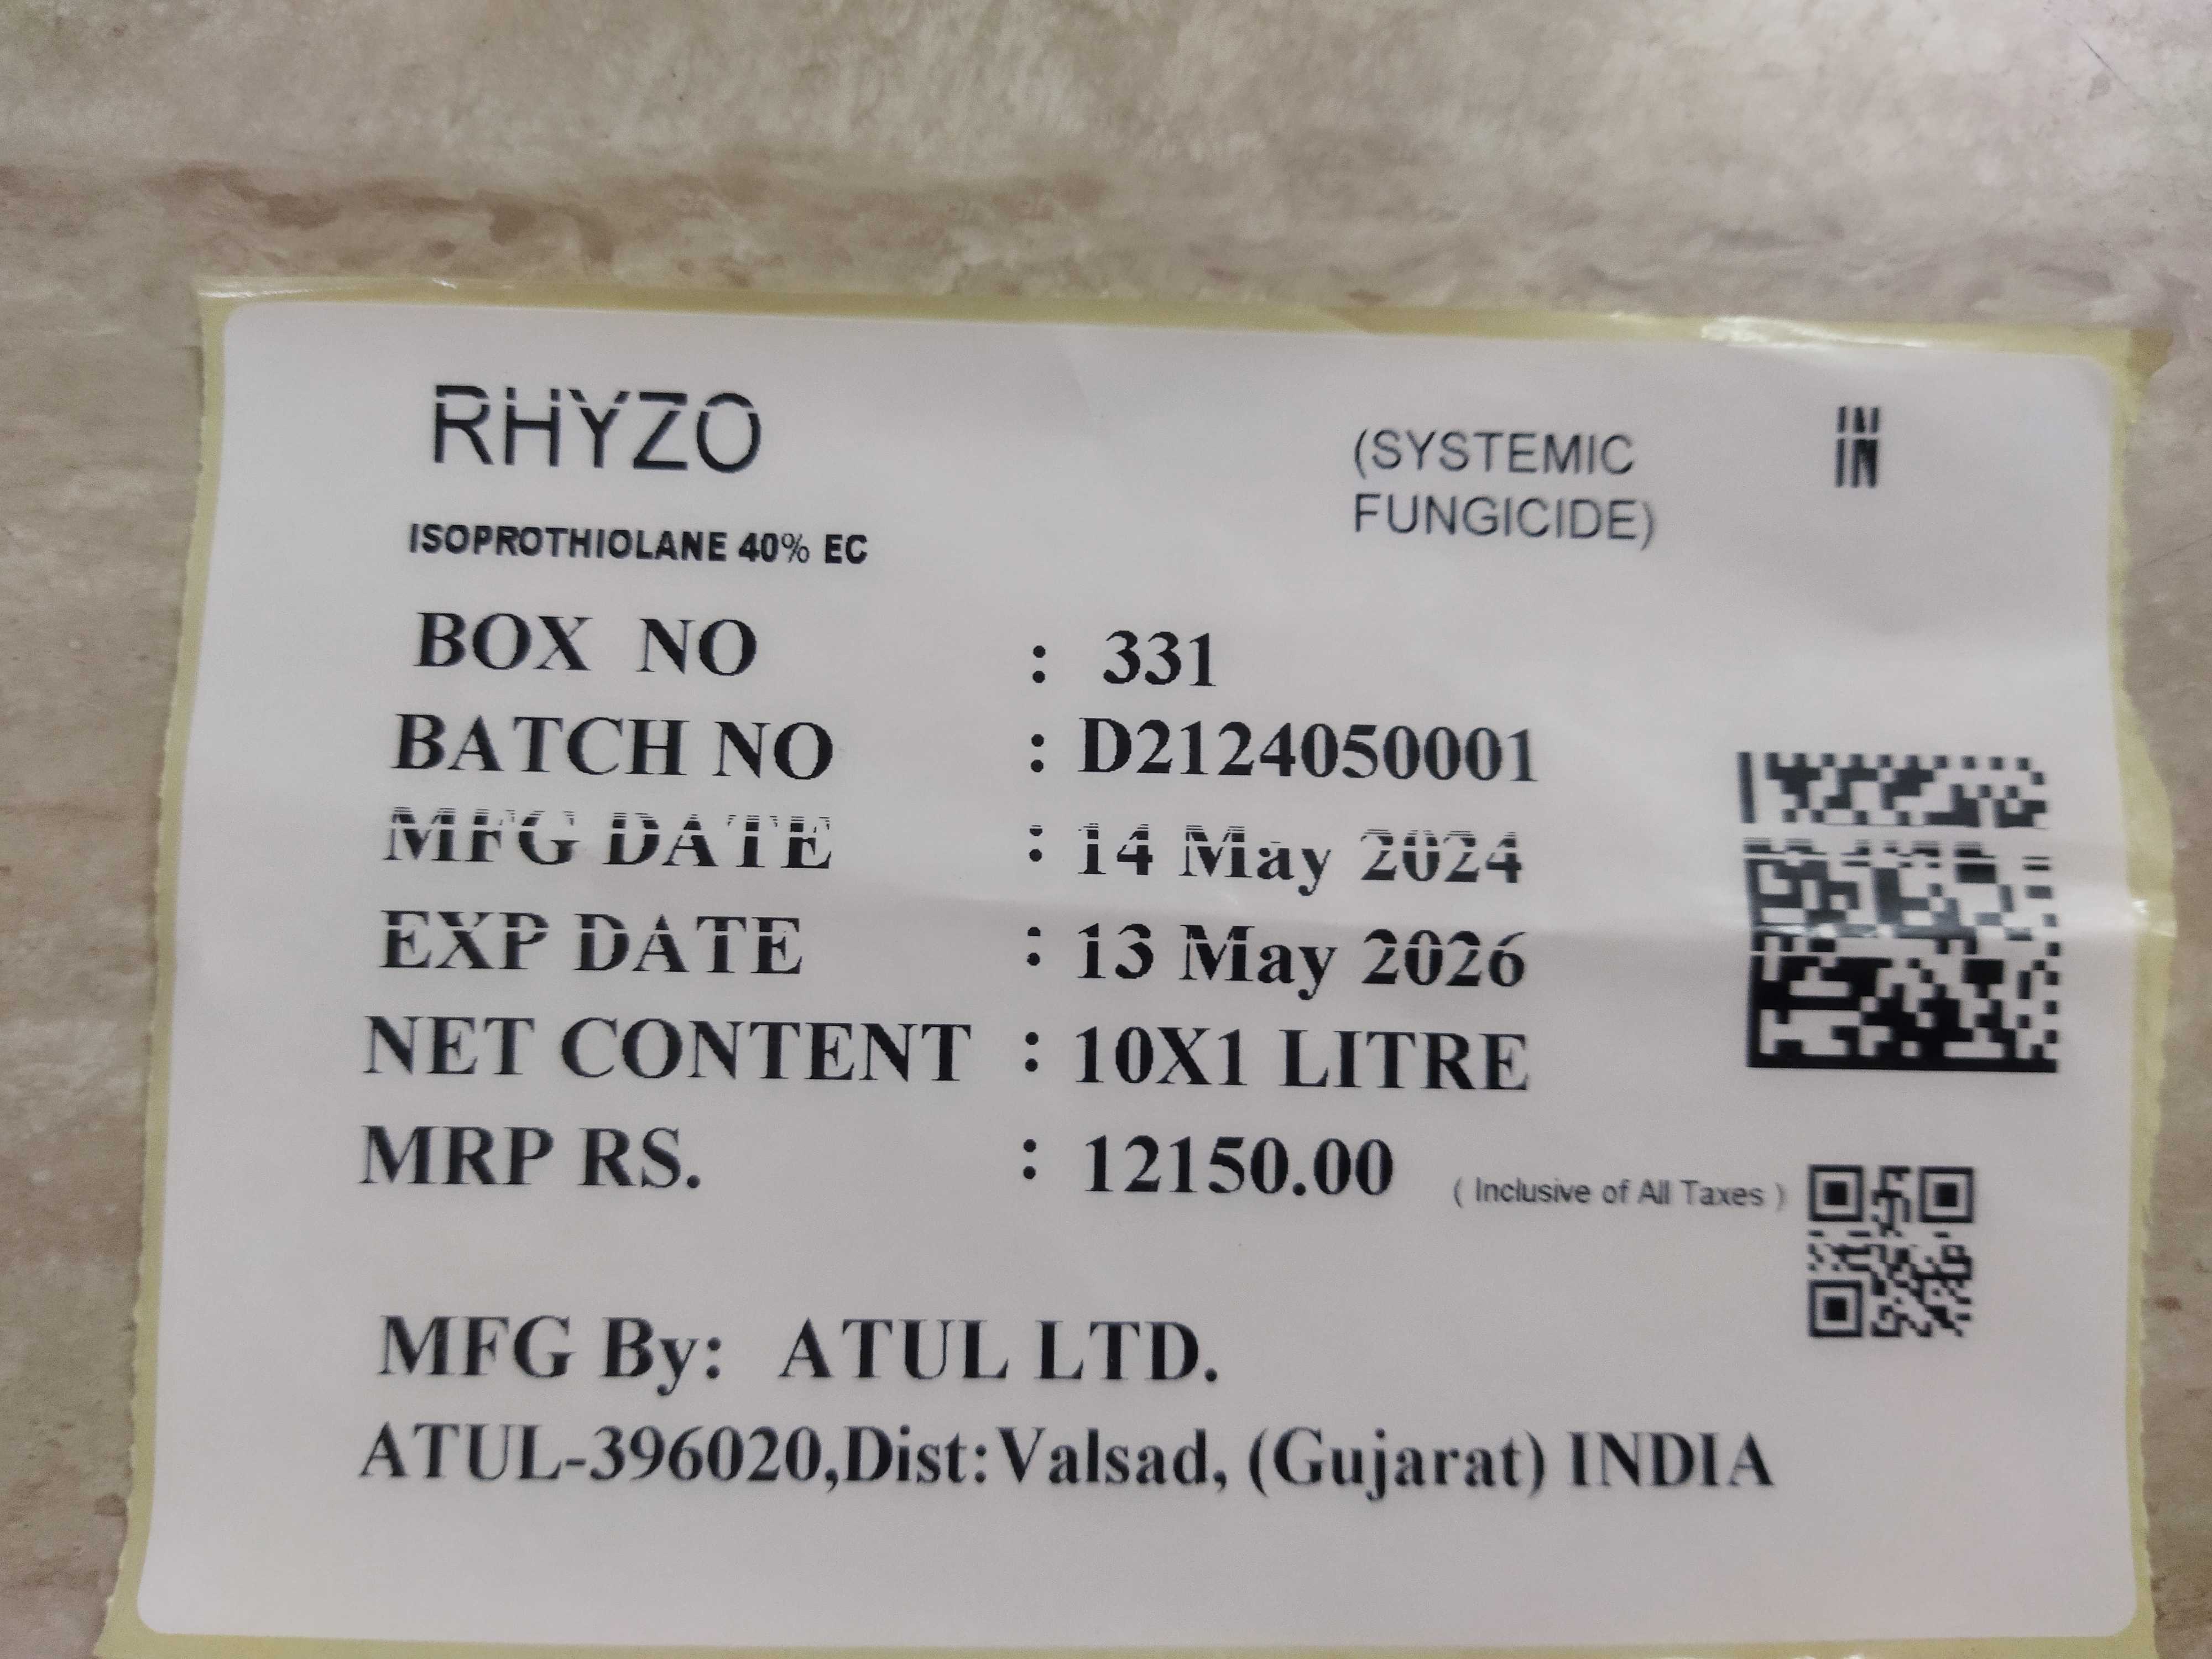 RHYZO
(SYSTEMIC
FUNGICIDE)
IN
ISOPROTHIOLANE 40% EC
BOX NO : 331
BATCH NO : D2124050001
MFG DATE : 14 May 2024
EXP DATE : 13 May 2026
NET CONTENT : 10X1 LITRE
MRP RS. : 12150.00 ( Inclusive of All Taxes )
MFG By: ATUL LTD.
ATUL-396020,Dist:Valsad, (Gujarat) INDIA